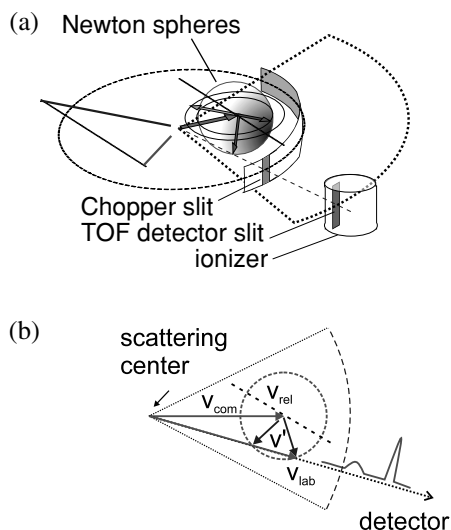 (a)
Newton spheres
Chopper slit
TOF detector slit
ionizer
(b)
scattering
center
v_rel
v_com
v'
v_lab
detector